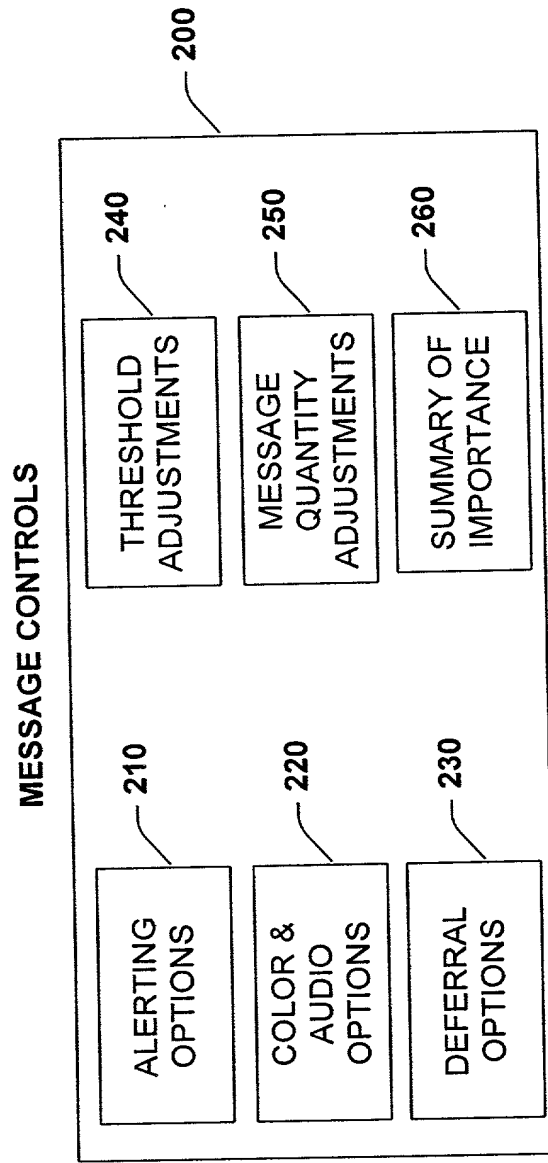 MESSAGE CONTROLS
200
ALERTING
OPTIONS
210
COLOR &
AUDIO
OPTIONS
220
DEFERRAL
OPTIONS
230
THRESHOLD
ADJUSTMENTS
240
MESSAGE
QUANTITY
ADJUSTMENTS
250
SUMMARY OF
IMPORTANCE
260